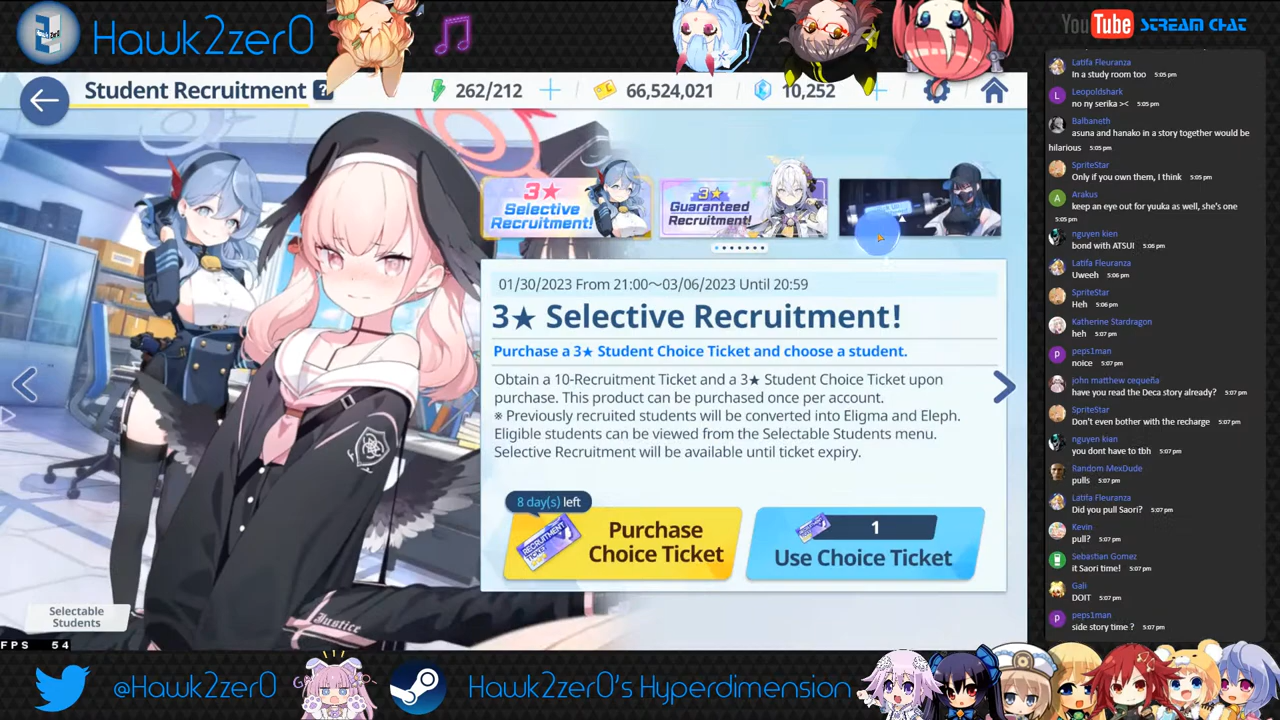 Hawk2zer0
YouTube STREAM CHAT
Student Recruitment ?
262/212
66,524,021
10,252
3★
Selective
Recruitment!
3★
Guaranteed
Recruitment!
01/30/2023 From 21:00~03/06/2023 Until 20:59
3★ Selective Recruitment!
Purchase a 3★ Student Choice Ticket and choose a student.
Obtain a 10-Recruitment Ticket and a 3★ Student Choice Ticket upon
purchase. This product can be purchased once per account.
※ Previously recruited students will be converted into Eligma and Eleph.
Eligible students can be viewed from the Selectable Students menu.
Selective Recruitment will be available until ticket expiry.
8 day(s) left
RECRUITMENT
Purchase
Choice Ticket
1
Use Choice Ticket
Justice
Selectable
Students
FPS 54
Latifa Fleuranza
In a study room too 5:05 pm
L
Leopoldshark
no ny serika >< 5:05 pm
Balbaneth
asuna and hanako in a story together would be
hilarious 5:05 pm
SpriteStar
Only if you own them, I think 5:05 pm
A
Arakus
keep an eye out for yuuka as well, she's one
5:05 pm
nguyen kien
bond with ATSUI 5:06 pm
Latifa Fleuranza
Uweeh 5:06 pm
SpriteStar
Heh 5:06 pm
Katherine Stardragon
heh 5:07 pm
p
peps1man
noice 5:07 pm
john matthew cequeña
have you read the Deca story already? 5:07 pm
SpriteStar
Don't even bother with the recharge 5:07 pm
nguyen kian
you dont have to tbh 5:07 pm
Random MexDude
pulls 5:07 pm
Latifa Fleuranza
Did you pull Saori? 5:07 pm
Kevin
pull? 5:07 pm
Sebastian Gomez
it Saori time! 5:07 pm
Gali
DOIT 5:07 pm
p
peps1man
side story time ? 5:07 pm
@Hawk2zer0
Hawk2zer0's Hyperdimension